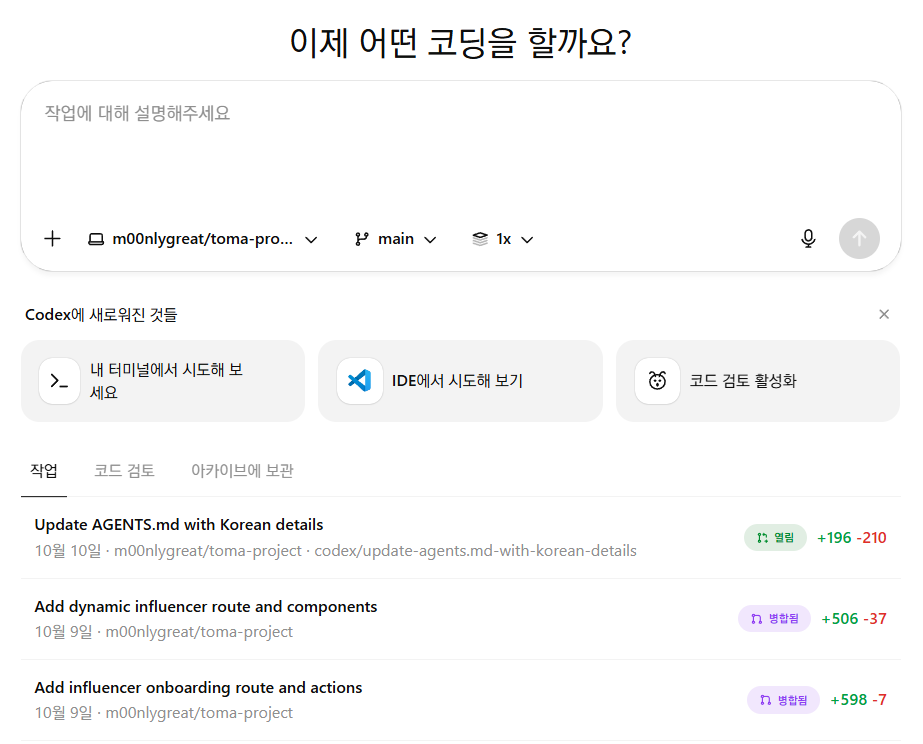 이제 어떤 코딩을 할까요?
작업에 대해 설명해주세요
m00nlygreat/toma-pro... main 1x
Codex에 새로워진 것들
내 터미널에서 시도해 보
세요
IDE에서 시도해 보기
코드 검토 활성화
작업 코드 검토 아카이브에 보관
Update AGENTS.md with Korean details
10월 10일 · m00nlygreat/toma-project · codex/update-agents.md-with-korean-details
열림 +196 -210
Add dynamic influencer route and components
10월 9일 · m00nlygreat/toma-project
병합됨 +506 -37
Add influencer onboarding route and actions
10월 9일 · m00nlygreat/toma-project
병합됨 +598 -7